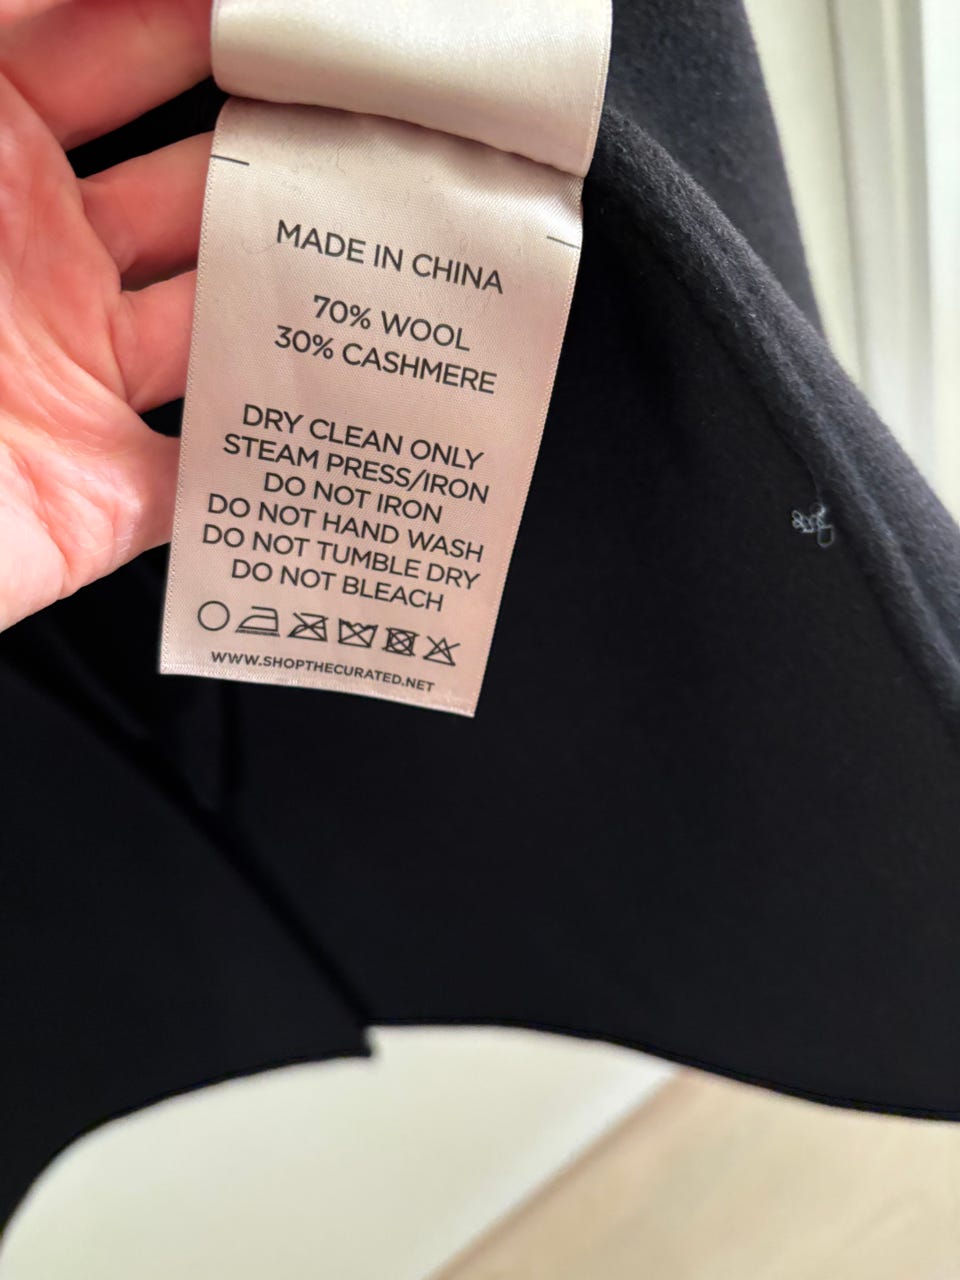 MADE IN CHINA
70% WOOL
30% CASHMERE
DRY CLEAN ONLY
STEAM PRESS/IRON
DO NOT IRON
DO NOT HAND WASH
DO NOT TUMBLE DRY
DO NOT BLEACH
WWW.SHOPTHECURATED.NET